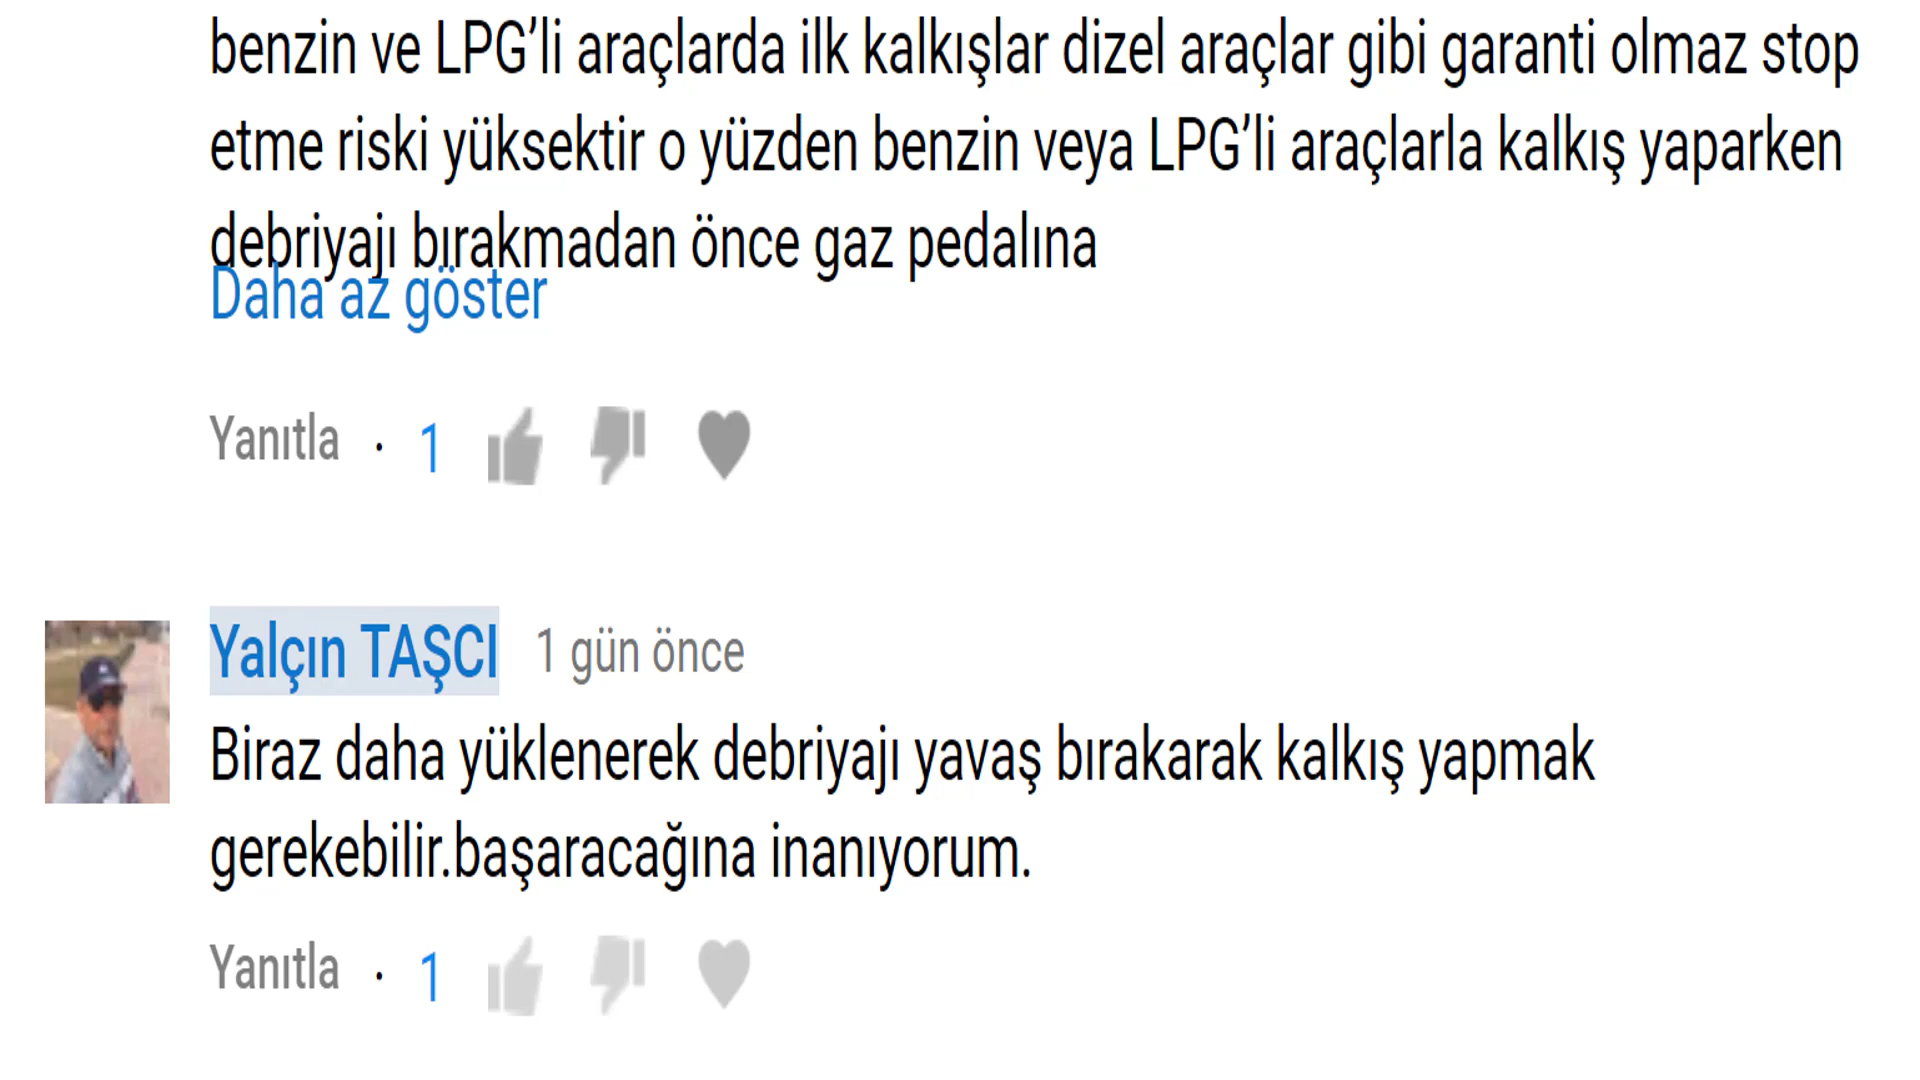 benzin ve LPG’li araçlarda ilk kalkışlar dizel araçlar gibi garanti olmaz stop
etme riski yüksektir o yüzden benzin veya LPG’li araçlarla kalkış yaparken
debriyajı bırakmadan önce gaz pedalına
Daha az göster
Yanıtla · 1
Yalçın TAŞCI 1 gün önce
Biraz daha yüklenerek debriyajı yavaş bırakarak kalkış yapmak
gerekebilir.başaracağına inanıyorum.
Yanıtla · 1